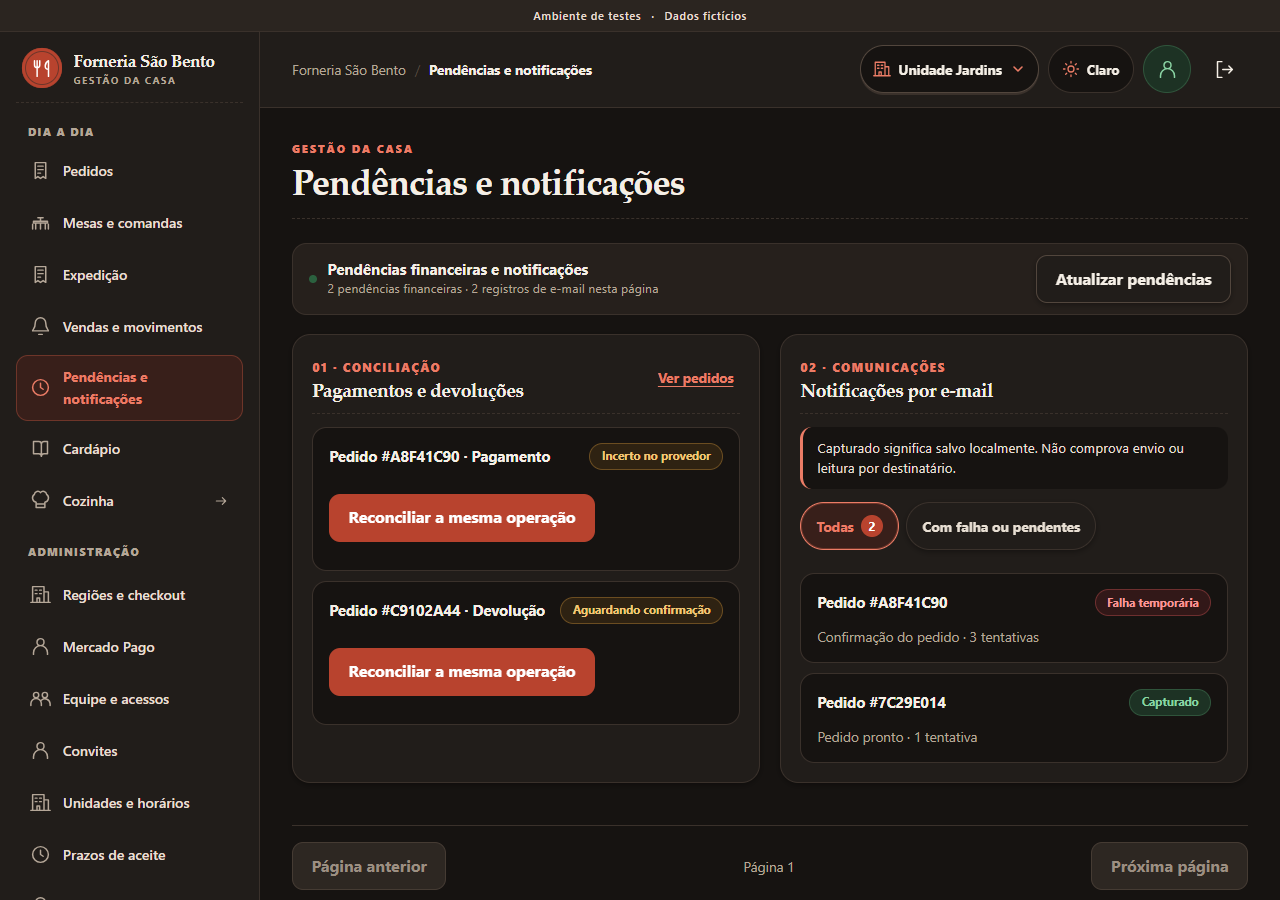 Ambiente de testes · Dados fictícios
Forneria São Bento
GESTÃO DA CASA
DIA A DIA
Pedidos
Mesas e comandas
Expedição
Vendas e movimentos
Pendências e
notificações
Cardápio
Cozinha
ADMINISTRAÇÃO
Regiões e checkout
Mercado Pago
Equipe e acessos
Convites
Unidades e horários
Prazos de aceite
Forneria São Bento / Pendências e notificações
Unidade Jardins
Claro
GESTÃO DA CASA
Pendências e notificações
Pendências financeiras e notificações
2 pendências financeiras · 2 registros de e-mail nesta página
Atualizar pendências
01 · CONCILIAÇÃO
Pagamentos e devoluções
Ver pedidos
Pedido #A8F41C90 · Pagamento
Incerto no provedor
Reconciliar a mesma operação
Pedido #C9102A44 · Devolução
Aguardando confirmação
Reconciliar a mesma operação
02 · COMUNICAÇÕES
Notificações por e-mail
Capturado significa salvo localmente. Não comprova envio ou
leitura por destinatário.
Todas 2
Com falha ou pendentes
Pedido #A8F41C90
Falha temporária
Confirmação do pedido · 3 tentativas
Pedido #7C29E014
Capturado
Pedido pronto · 1 tentativa
Página anterior
Página 1
Próxima página